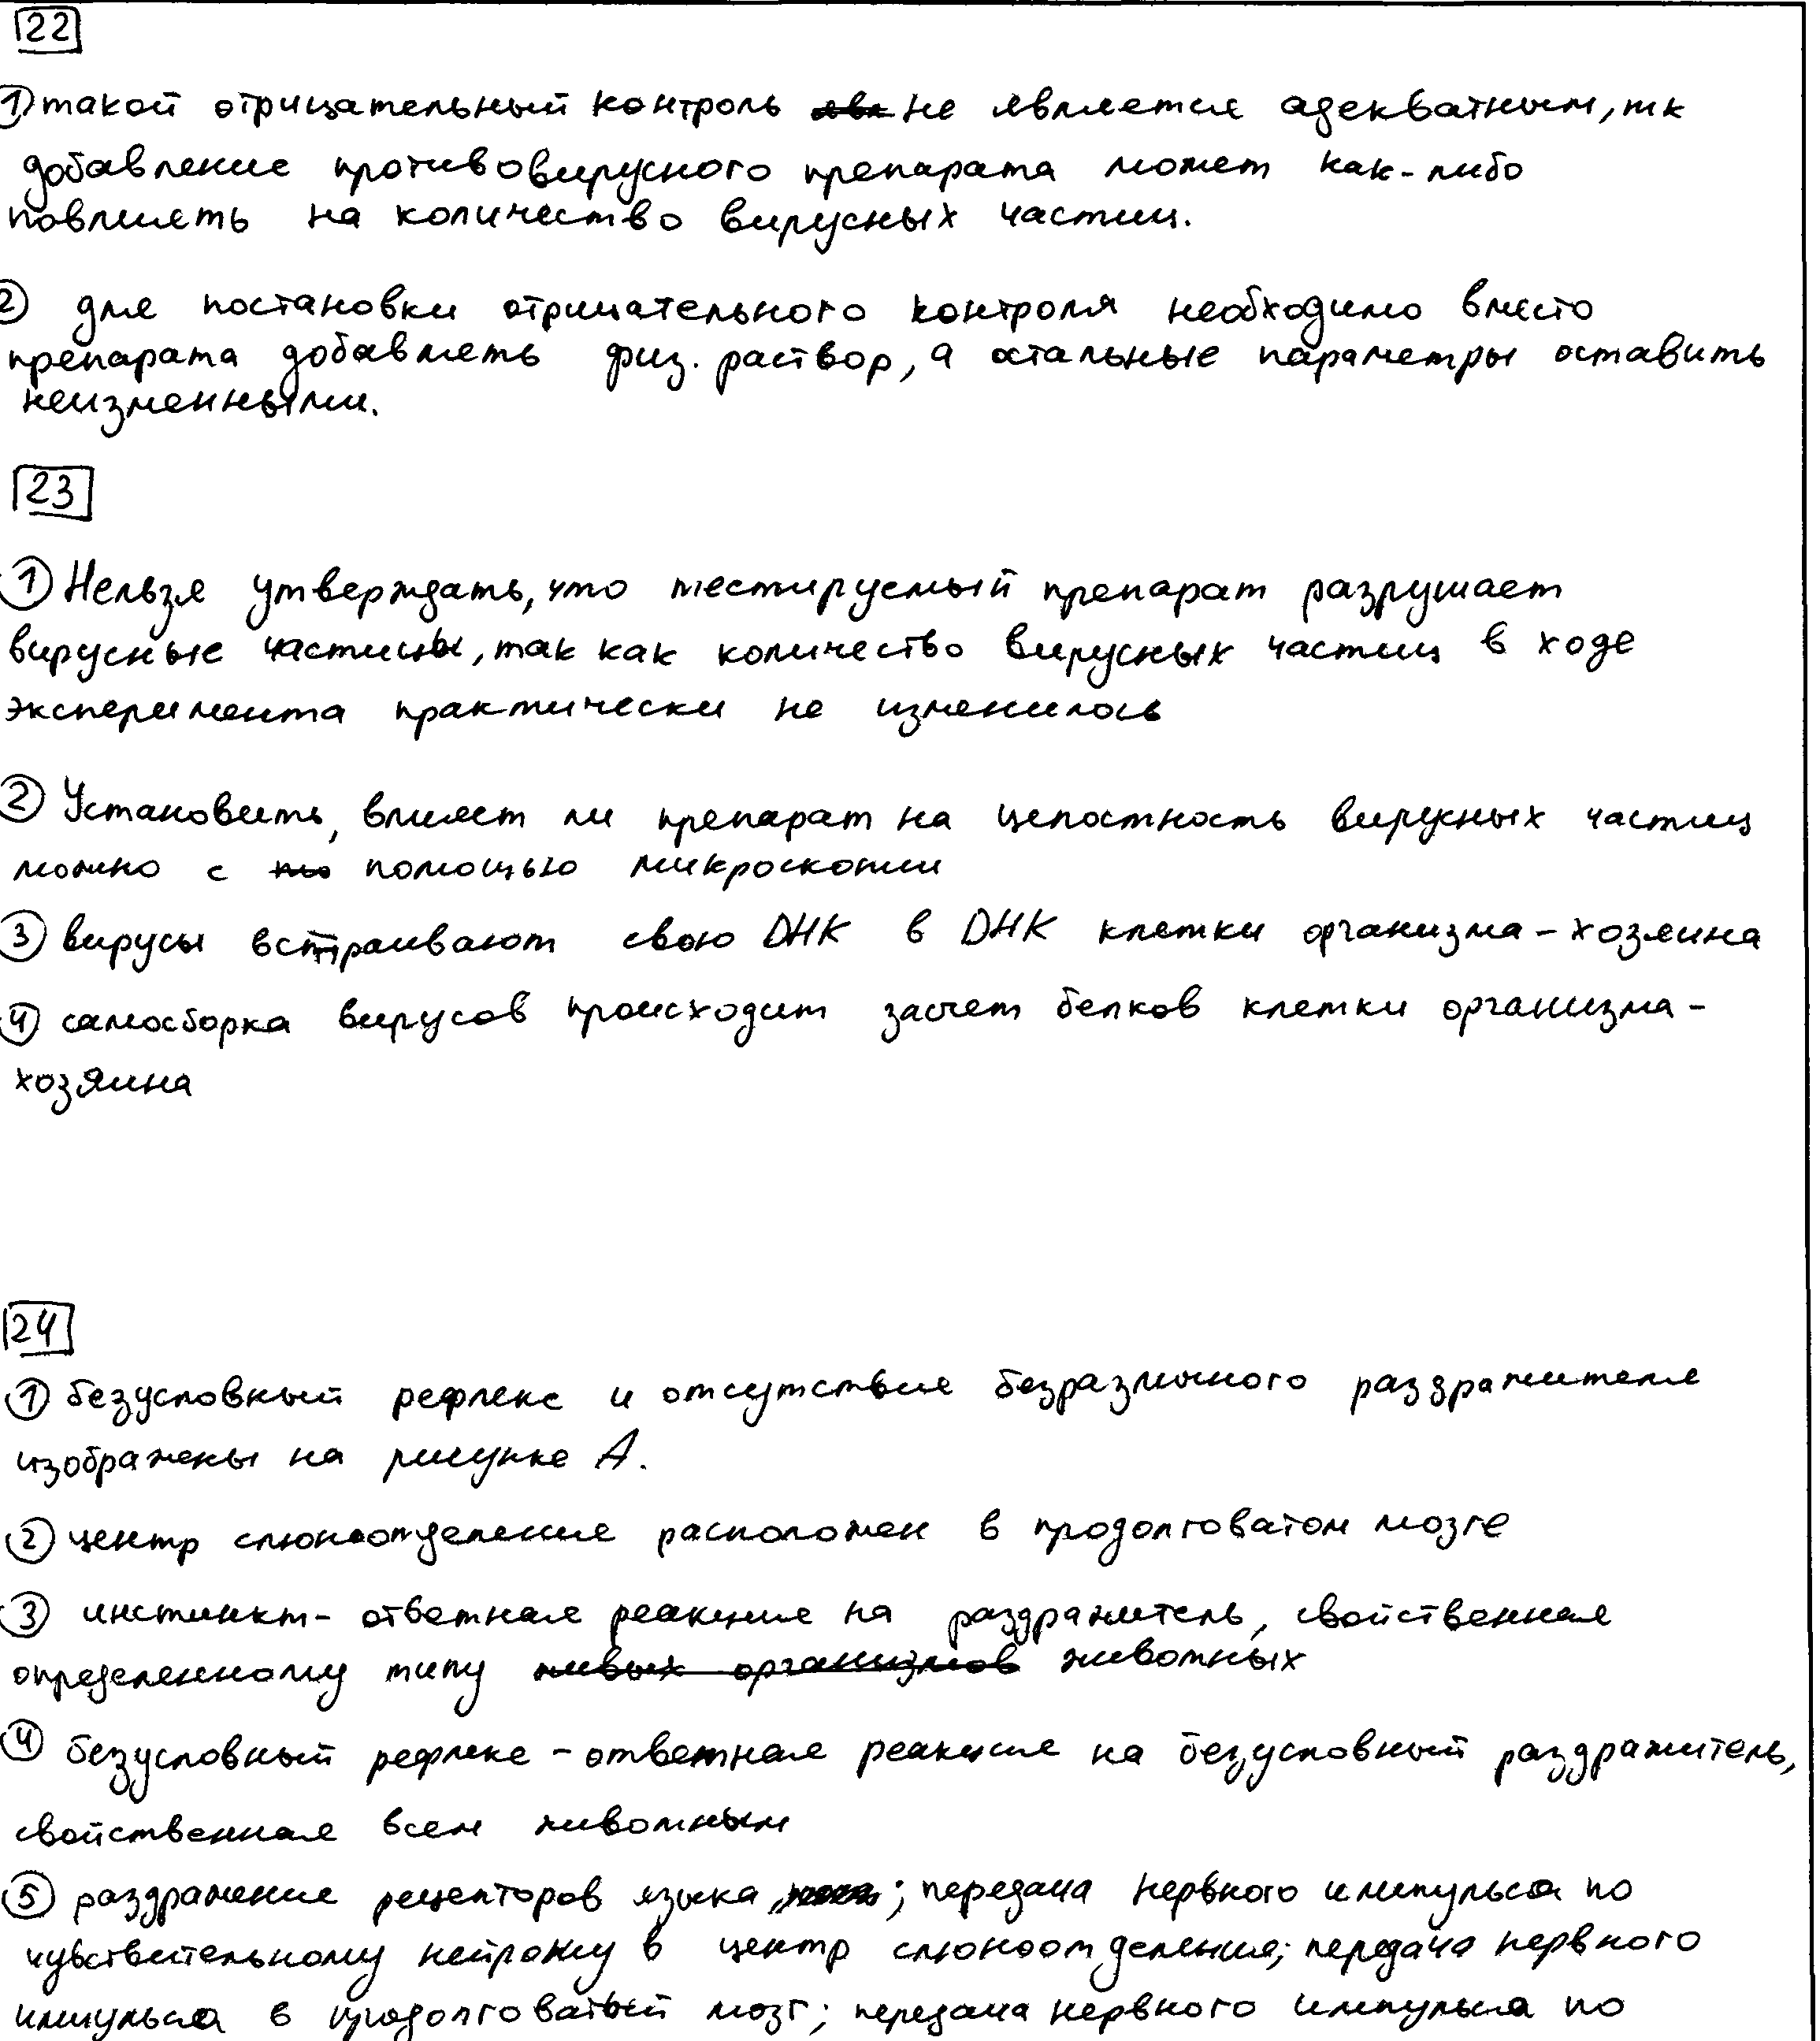 22
1) такой отрицательный контроль не является адекватным, тк
добавление противовирусного препарата может как-либо
повлиять на количество вирусных частиц.
2) для постановки отрицательного контроля необходимо вместо
препарата добавлять физ. раствор, а остальные параметры оставить
неизменными.
23
1) Нельзя утверждать, что тестируемый препарат разрушает
вирусные частицы, так как количество вирусных частиц в ходе
эксперимента практически не изменилось
2) Установить, влияет ли препарат на целостность вирусных частиц
можно с помощью микроскопии
3) вирусы встраивают свою ДНК в ДНК клетки организма-хозяина
4) самосборка вирусов происходит засчет белков клетки организма-
хозяина
24
1) безусловный рефлекс и отсутствие безразличного раздражителя
изображены на рисунке А.
2) центр слюноотделения расположен в продолговатом мозге
3) инстинкт- ответная реакция на раздражитель, свойственная
определенному типу живых организмов животных
4) безусловный рефлекс - ответная реакция на безусловный раздражитель,
свойственная всем животным
5) раздражение рецепторов языка; передача нервного импульса по
чувствительному нейрону в центр слюноотделения; передача нервного
импульса в продолговатый мозг; передача нервного импульса по